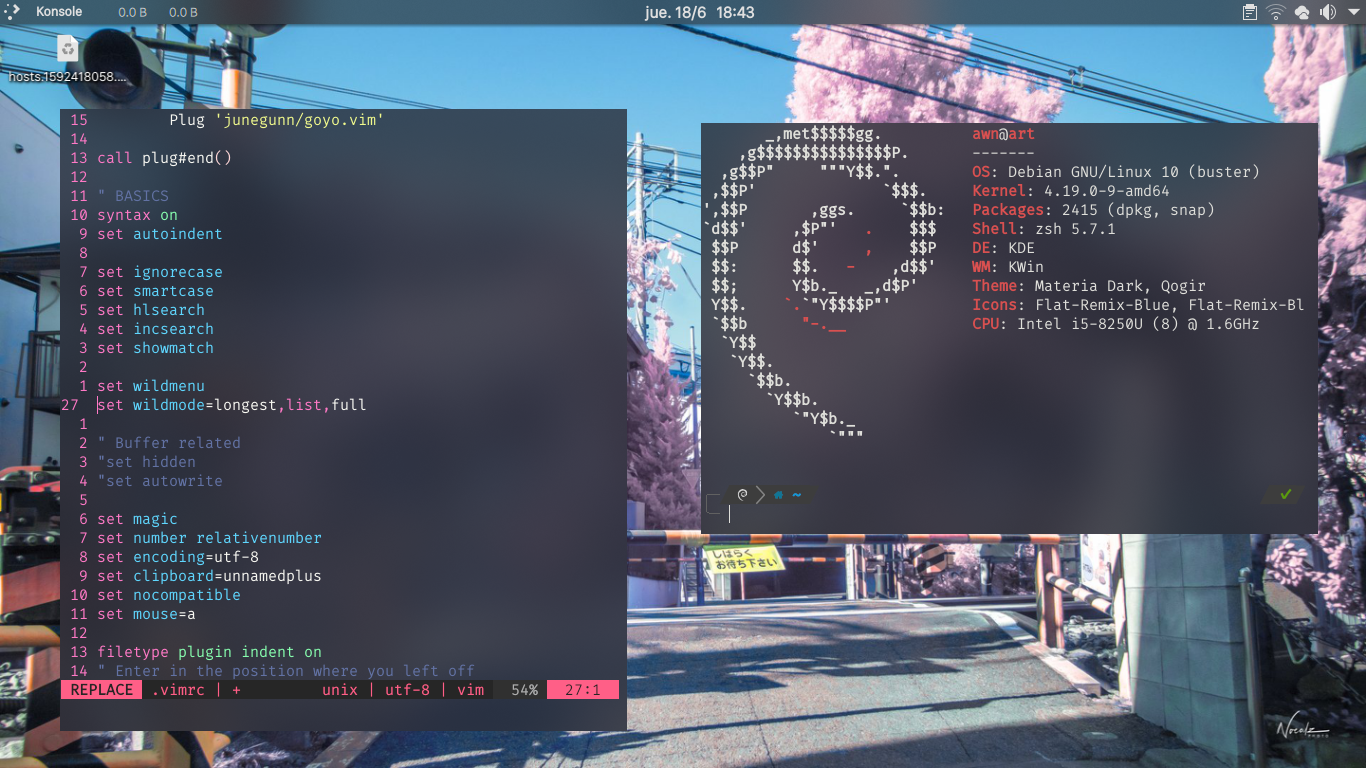 Konsole 0.0 B 0.0 B jue. 18/6 18:43
hosts.1592418058....
15 Plug 'junegunn/goyo.vim'
14
13 call plug#end()
12
11 " BASICS
10 syntax on
9 set autoindent
8
7 set ignorecase
6 set smartcase
5 set hlsearch
4 set incsearch
3 set showmatch
2
1 set wildmenu
27 set wildmode=longest,list,full
1
2 " Buffer related
3 "set hidden
4 "set autowrite
5
6 set magic
7 set number relativenumber
8 set encoding=utf-8
9 set clipboard=unnamedplus
10 set nocompatible
11 set mouse=a
12
13 filetype plugin indent on
14 " Enter in the position where you left off
REPLACE .vimrc | + unix | utf-8 | vim 54% 27:1
_,met$$$$$gg.
,g$$$$$$$$$$$$$$$P.
,g$$P" """Y$$.".
,$$P' `$$$.
',$$P ,ggs. `$$b:
`d$$' ,$P"' . $$$
$$P d$' , $$P
$$: $$. - ,d$$'
$$; Y$b._ _,d$P'
Y$$. `.`"Y$$$$P"'
`$$b "-.__
`Y$$
`Y$$.
`$$b.
`Y$$b.
`"Y$b._
`"""
awn@art
-------
OS: Debian GNU/Linux 10 (buster)
Kernel: 4.19.0-9-amd64
Packages: 2415 (dpkg, snap)
Shell: zsh 5.7.1
DE: KDE
WM: KWin
Theme: Materia Dark, Qogir
Icons: Flat-Remix-Blue, Flat-Remix-Bl
CPU: Intel i5-8250U (8) @ 1.6GHz
~
しばらく
お待ち下さい